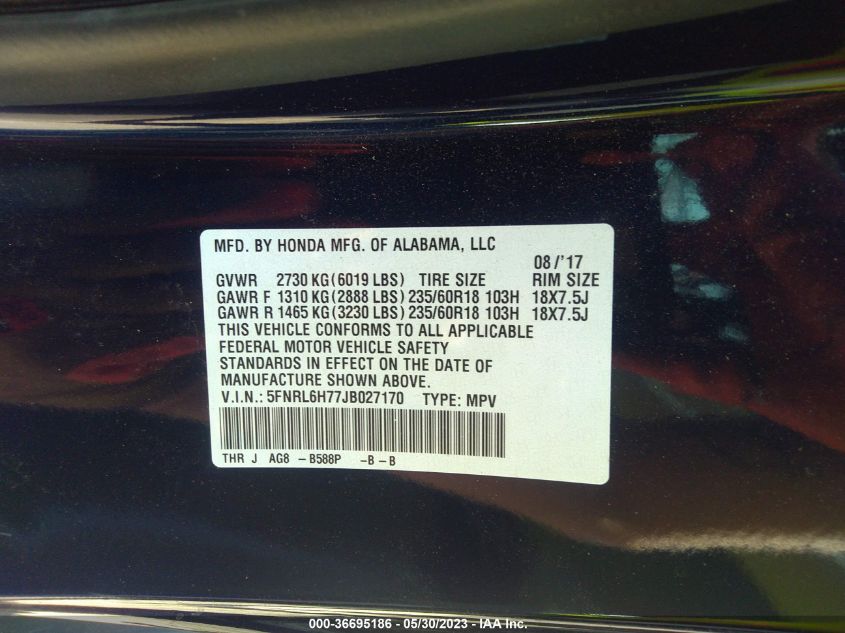 MFD. BY HONDA MFG. OF ALABAMA, LLC
08/'17
GVWR 2730 KG(6019 LBS) TIRE SIZE RIM SIZE
GAWR F 1310 KG(2888 LBS) 235/60R18 103H 18X7.5J
GAWR R 1465 KG(3230 LBS) 235/60R18 103H 18X7.5J
THIS VEHICLE CONFORMS TO ALL APPLICABLE
FEDERAL MOTOR VEHICLE SAFETY
STANDARDS IN EFFECT ON THE DATE OF
MANUFACTURE SHOWN ABOVE.
V.I.N.: 5FNRL6H77JB027170 TYPE: MPV
THR J AG8 -B588P -B-B
000-36695186 - 05/30/2023 - IAA Inc.